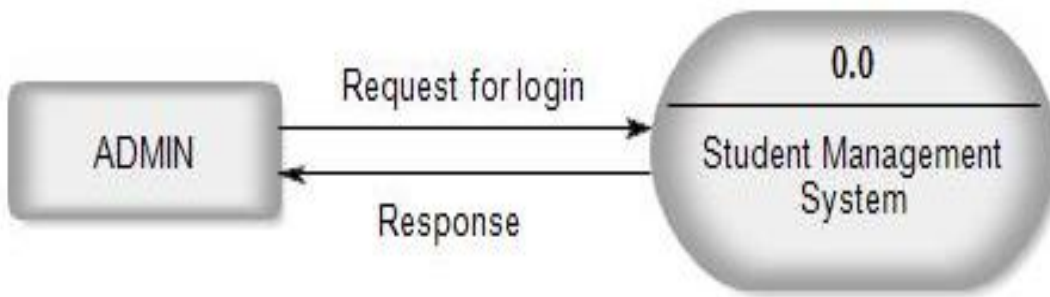 ADMIN
Request for login
Response
0.0
Student Management
System